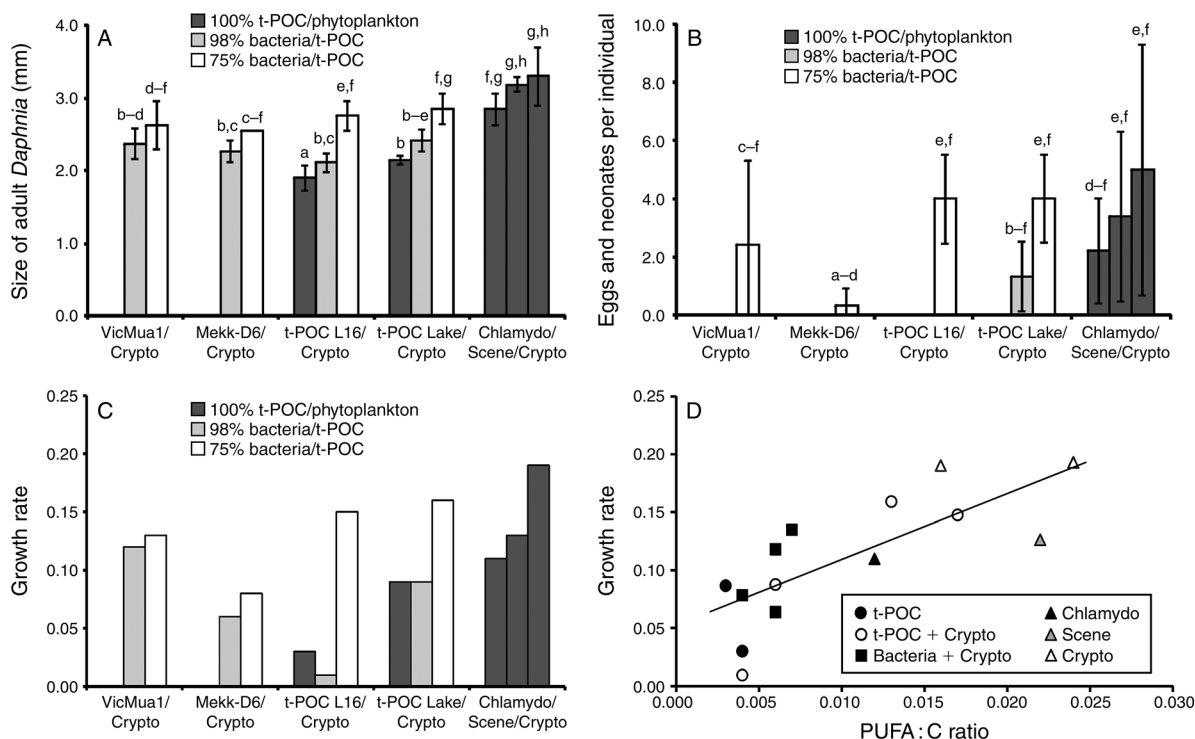 A
100% t-POC/phytoplankton
98% bacteria/t-POC
75% bacteria/t-POC
Size of adult Daphnia (mm)
4.0
3.0
2.0
1.0
0.0
b–d
d–f
b,c
c–f
a
b,c
e,f
b
b–e
f,g
f,g
g,h
g,h
VicMua1/
Crypto
Mekk-D6/
Crypto
t-POC L16/
Crypto
t-POC Lake/
Crypto
Chlamydo/
Scene/Crypto
B
100% t-POC/phytoplankton
98% bacteria/t-POC
75% bacteria/t-POC
Eggs and neonates per individual
10.0
8.0
6.0
4.0
2.0
0.0
c–f
a–d
e,f
b–f
e,f
d–f
e,f
e,f
VicMua1/
Crypto
Mekk-D6/
Crypto
t-POC L16/
Crypto
t-POC Lake/
Crypto
Chlamydo/
Scene/Crypto
C
100% t-POC/phytoplankton
98% bacteria/t-POC
75% bacteria/t-POC
Growth rate
0.25
0.20
0.15
0.10
0.05
0.00
VicMua1/
Crypto
Mekk-D6/
Crypto
t-POC L16/
Crypto
t-POC Lake/
Crypto
Chlamydo/
Scene/Crypto
D
Growth rate
0.25
0.20
0.15
0.10
0.05
0.00
t-POC
t-POC + Crypto
Bacteria + Crypto
Chlamydo
Scene
Crypto
0.000
0.005
0.010
0.015
0.020
0.025
0.030
PUFA : C ratio